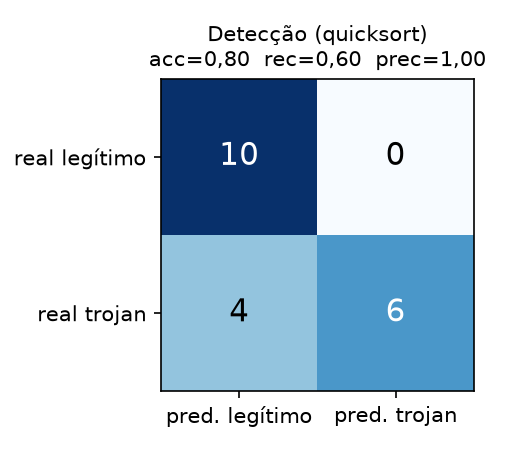 Detecção (quicksort)
acc=0,80  rec=0,60  prec=1,00
real legítimo
10
0
real trojan
4
6
pred. legítimo
pred. trojan